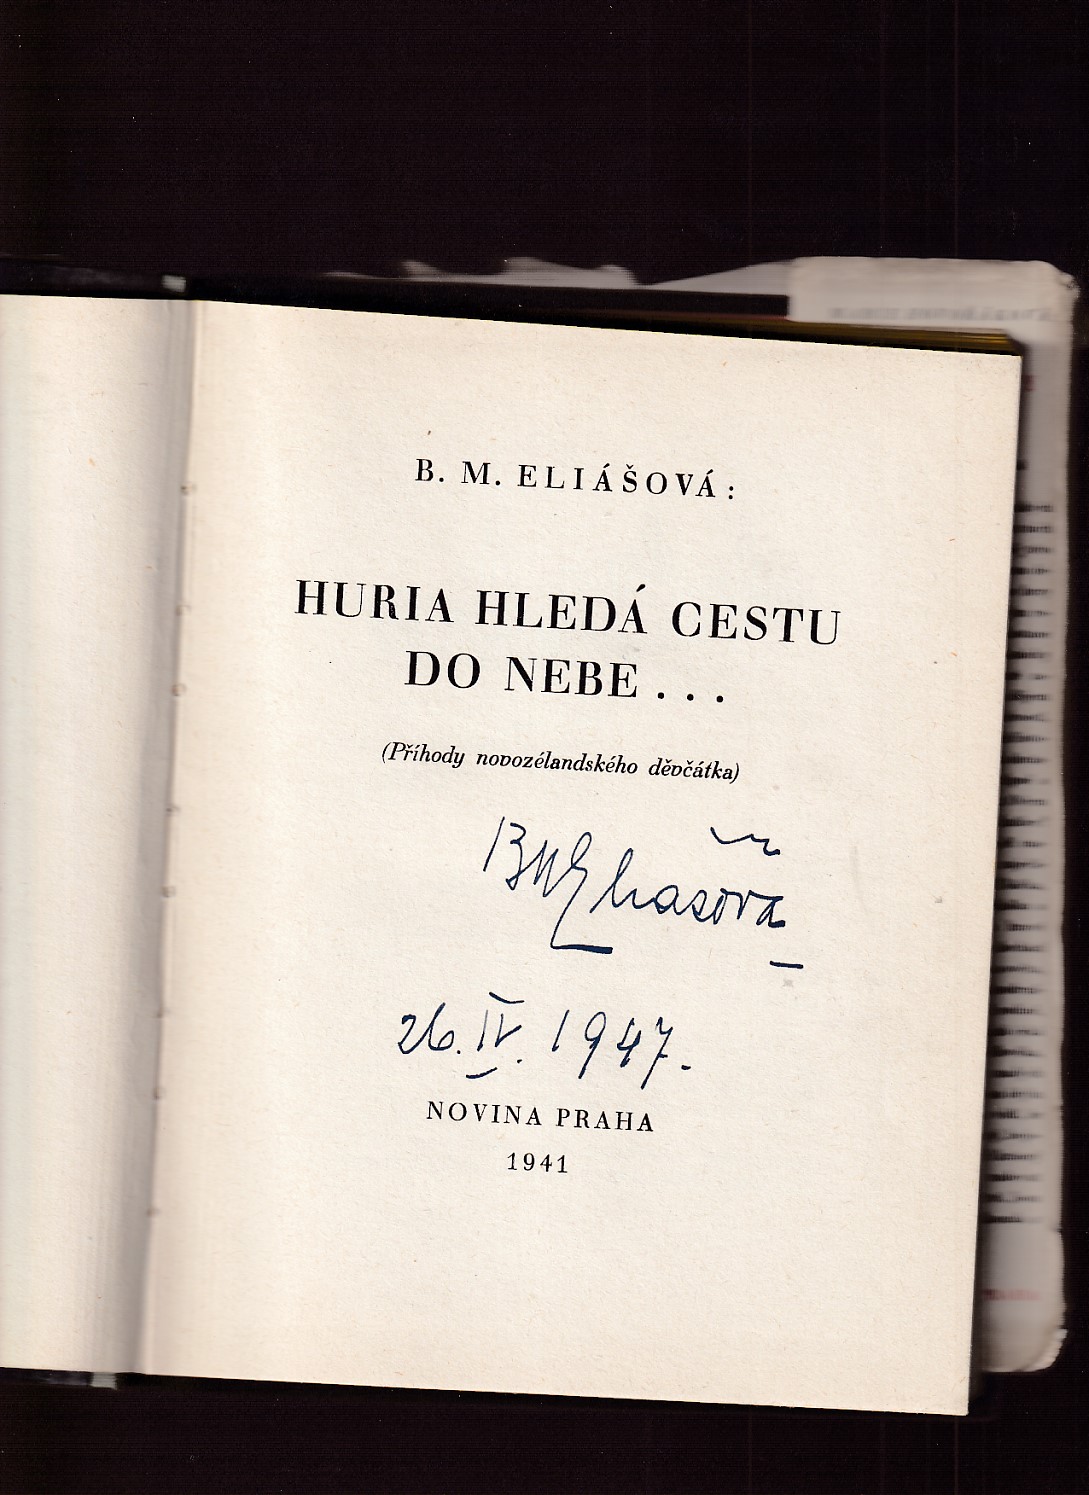 B. M. ELIÁŠOVÁ:
HURIA HLEDÁ CESTU
DO NEBE . . .
(Příhody novozélandského děvčátka)
BMEliášová
26. IV. 1947.
NOVINA PRAHA
1941